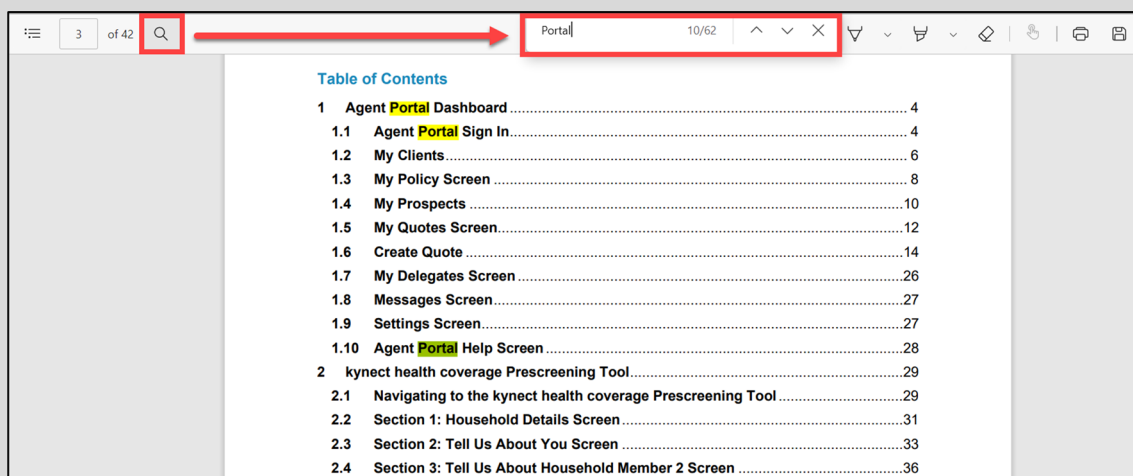 3 of 42 Portal 10/62
Table of Contents
1 Agent Portal Dashboard ........ 4
1.1 Agent Portal Sign In ........ 4
1.2 My Clients ........ 6
1.3 My Policy Screen ........ 8
1.4 My Prospects ........ 10
1.5 My Quotes Screen ........ 12
1.6 Create Quote ........ 14
1.7 My Delegates Screen ........ 26
1.8 Messages Screen ........ 27
1.9 Settings Screen ........ 27
1.10 Agent Portal Help Screen ........ 28
2 kynect health coverage Prescreening Tool ........ 29
2.1 Navigating to the kynect health coverage Prescreening Tool ........ 29
2.2 Section 1: Household Details Screen ........ 31
2.3 Section 2: Tell Us About You Screen ........ 33
2.4 Section 3: Tell Us About Household Member 2 Screen ........ 36